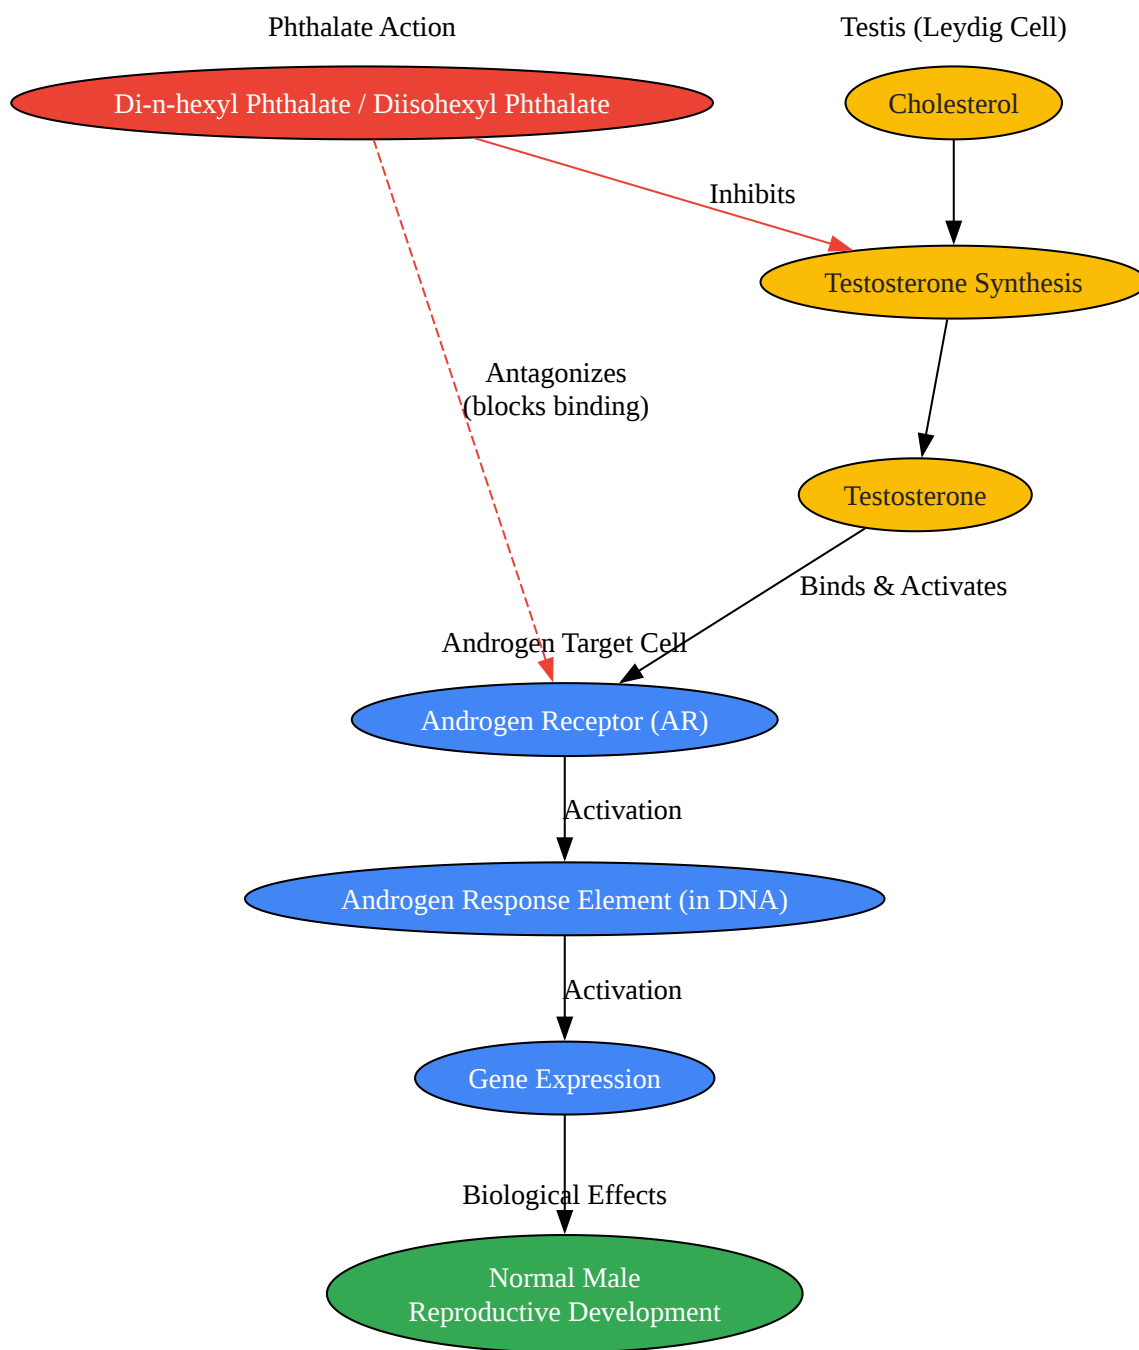 Phthalate Action
Testis (Leydig Cell)
Di-n-hexyl Phthalate / Diisohexyl Phthalate
Cholesterol
Inhibits
Testosterone Synthesis
Antagonizes
(blocks binding)
Testosterone
Binds & Activates
Androgen Target Cell
Androgen Receptor (AR)
Activation
Androgen Response Element (in DNA)
Activation
Gene Expression
Biological Effects
Normal Male
Reproductive Development